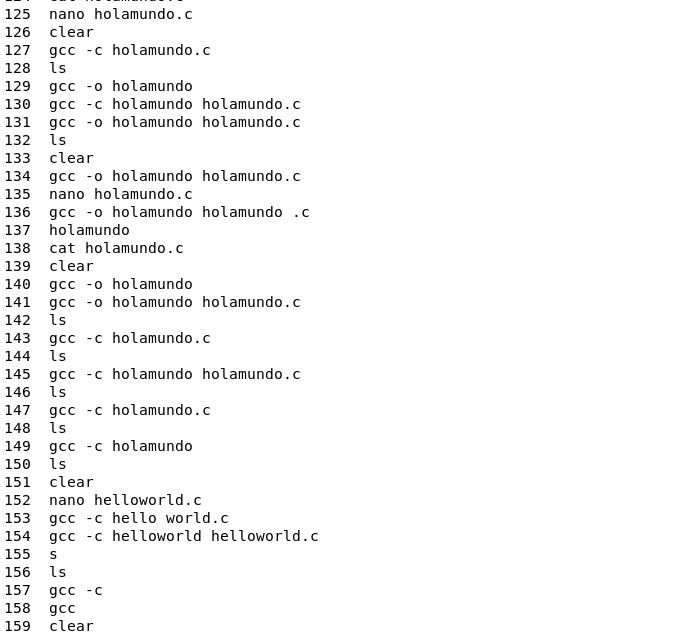 124 cat holamundo.c
125 nano holamundo.c
126 clear
127 gcc -c holamundo.c
128 ls
129 gcc -o holamundo
130 gcc -c holamundo holamundo.c
131 gcc -o holamundo holamundo.c
132 ls
133 clear
134 gcc -o holamundo holamundo.c
135 nano holamundo.c
136 gcc -o holamundo holamundo .c
137 holamundo
138 cat holamundo.c
139 clear
140 gcc -o holamundo
141 gcc -o holamundo holamundo.c
142 ls
143 gcc -c holamundo.c
144 ls
145 gcc -c holamundo holamundo.c
146 ls
147 gcc -c holamundo.c
148 ls
149 gcc -c holamundo
150 ls
151 clear
152 nano helloworld.c
153 gcc -c hello world.c
154 gcc -c helloworld helloworld.c
155 s
156 ls
157 gcc -c
158 gcc
159 clear